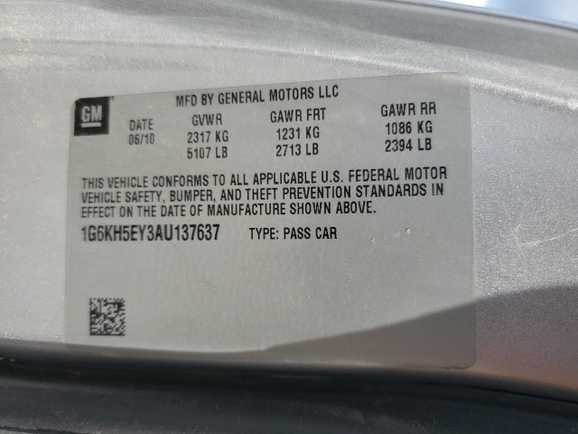 GM
MFD BY GENERAL MOTORS LLC
DATE GVWR GAWR FRT GAWR RR
06/10 2317 KG 1231 KG 1086 KG
5107 LB 2713 LB 2394 LB
THIS VEHICLE CONFORMS TO ALL APPLICABLE U.S. FEDERAL MOTOR
VEHICLE SAFETY, BUMPER, AND THEFT PREVENTION STANDARDS IN
EFFECT ON THE DATE OF MANUFACTURE SHOWN ABOVE.
1G6KH5EY3AU137637 TYPE: PASS CAR